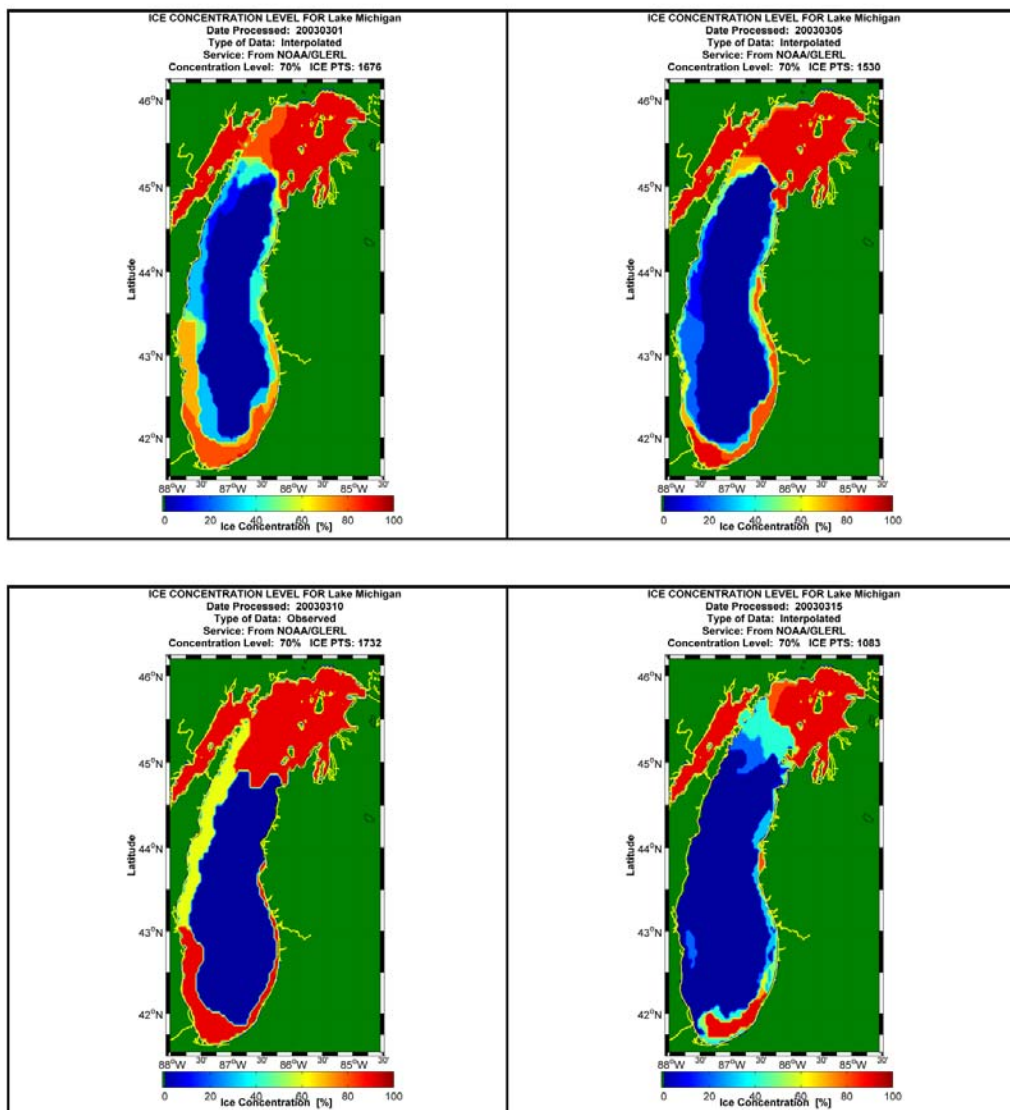 ICE CONCENTRATION LEVEL FOR Lake Michigan
Date Processed: 20030301
Type of Data: Interpolated
Service: From NOAA/GLERL
Concentration Level: 70% ICE PTS: 1676
46°N
45°N
44°N
43°N
42°N
Latitude
88°W 30' 87°W 30' 86°W 30' 85°W 30'
0 20 40 60 80 100
Ice Concentration [%]
ICE CONCENTRATION LEVEL FOR Lake Michigan
Date Processed: 20030305
Type of Data: Interpolated
Service: From NOAA/GLERL
Concentration Level: 70% ICE PTS: 1530
46°N
45°N
44°N
43°N
42°N
Latitude
88°W 30' 87°W 30' 86°W 30' 85°W 30'
0 20 40 60 80 100
Ice Concentration [%]
ICE CONCENTRATION LEVEL FOR Lake Michigan
Date Processed: 20030310
Type of Data: Observed
Service: From NOAA/GLERL
Concentration Level: 70% ICE PTS: 1732
46°N
45°N
44°N
43°N
42°N
Latitude
88°W 30' 87°W 30' 86°W 30' 85°W 30'
0 20 40 60 80 100
Ice Concentration [%]
ICE CONCENTRATION LEVEL FOR Lake Michigan
Date Processed: 20030315
Type of Data: Interpolated
Service: From NOAA/GLERL
Concentration Level: 70% ICE PTS: 1083
46°N
45°N
44°N
43°N
42°N
Latitude
88°W 30' 87°W 30' 86°W 30' 85°W 30'
0 20 40 60 80 100
Ice Concentration [%]